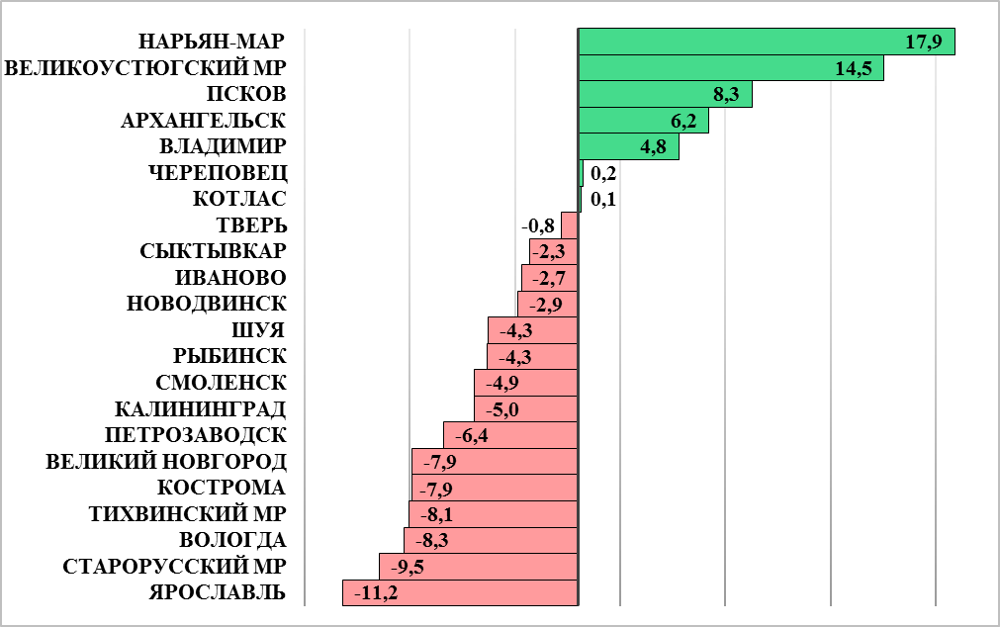 НАРЬЯН-МАР 17,9
ВЕЛИКОУСТЮГСКИЙ МР 14,5
ПСКОВ 8,3
АРХАНГЕЛЬСК 6,2
ВЛАДИМИР 4,8
ЧЕРЕПОВЕЦ 0,2
КОТЛАС 0,1
ТВЕРЬ -0,8
СЫКТЫВКАР -2,3
ИВАНОВО -2,7
НОВОДВИНСК -2,9
ШУЯ -4,3
РЫБИНСК -4,3
СМОЛЕНСК -4,9
КАЛИНИНГРАД -5,0
ПЕТРОЗАВОДСК -6,4
ВЕЛИКИЙ НОВГОРОД -7,9
КОСТРОМА -7,9
ТИХВИНСКИЙ МР -8,1
ВОЛОГДА -8,3
СТАРОРУССКИЙ МР -9,5
ЯРОСЛАВЛЬ -11,2